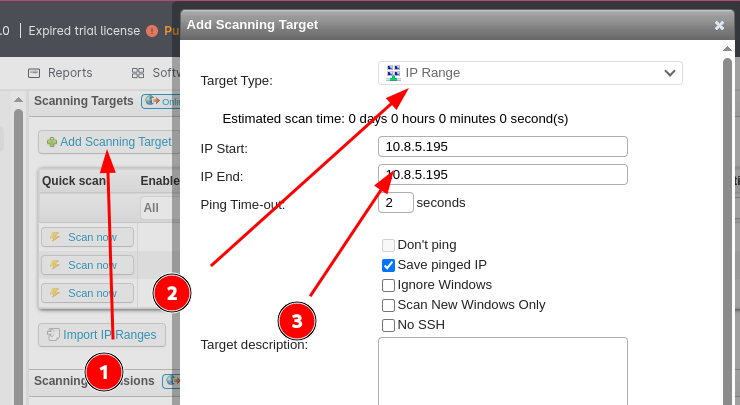 .0 | Expired trial license Pu
Add Scanning Target
Reports
Softw
Scanning Targets
Onlin
Add Scanning Target
Quick scan
Enable
All
Scan now
Scan now
Scan now
Import IP Ranges
Target Type:
IP Range
Estimated scan time: 0 days 0 hours 0 minutes 0 second(s)
IP Start:
10.8.5.195
IP End:
10.8.5.195
Ping Time-out:
2
seconds
Don't ping
Save pinged IP
Ignore Windows
Scan New Windows Only
No SSH
Target description:
1
2
3